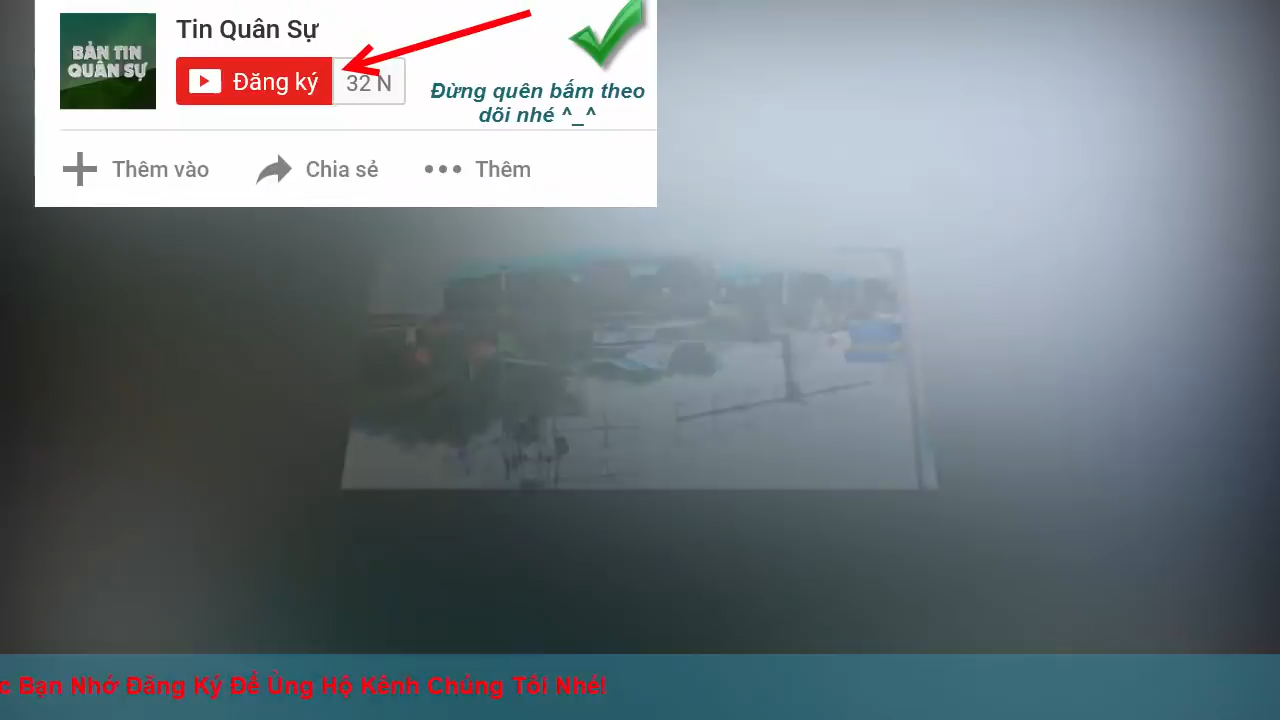 BẢN TIN
QUÂN SỰ
Tin Quân Sự
Đăng ký
32 N
Đừng quên bấm theo
dõi nhé ^_^
Thêm vào
Chia sẻ
Thêm
c Bạn Nhớ Đăng Ký Để Ủng Hộ Kênh Chúng Tôi Nhé!